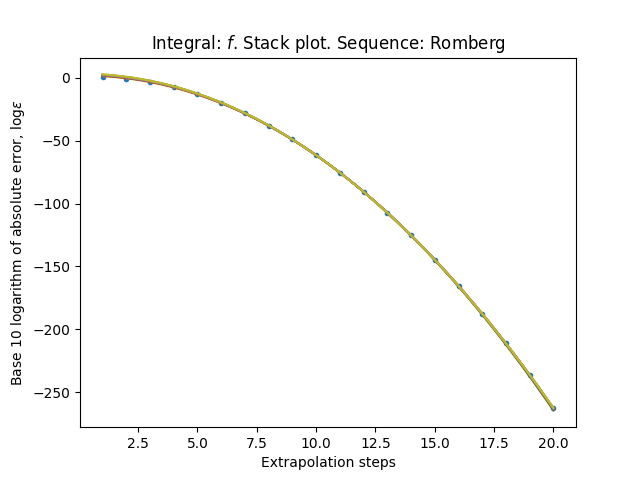 Integral: f. Stack plot. Sequence: Romberg
Base 10 logarithm of absolute error, logε
0
−50
−100
−150
−200
−250
2.5 5.0 7.5 10.0 12.5 15.0 17.5 20.0
Extrapolation steps